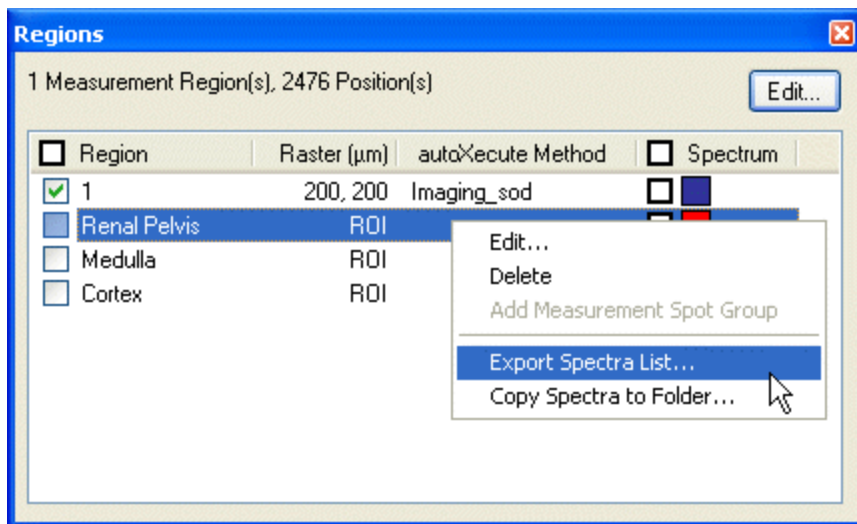 Regions
1 Measurement Region(s), 2476 Position(s)
Edit...
Region Raster (µm) autoXecute Method Spectrum
1 200, 200 Imaging_sod
Renal Pelvis ROI
Medulla ROI
Cortex ROI
Edit...
Delete
Add Measurement Spot Group
Export Spectra List...
Copy Spectra to Folder...